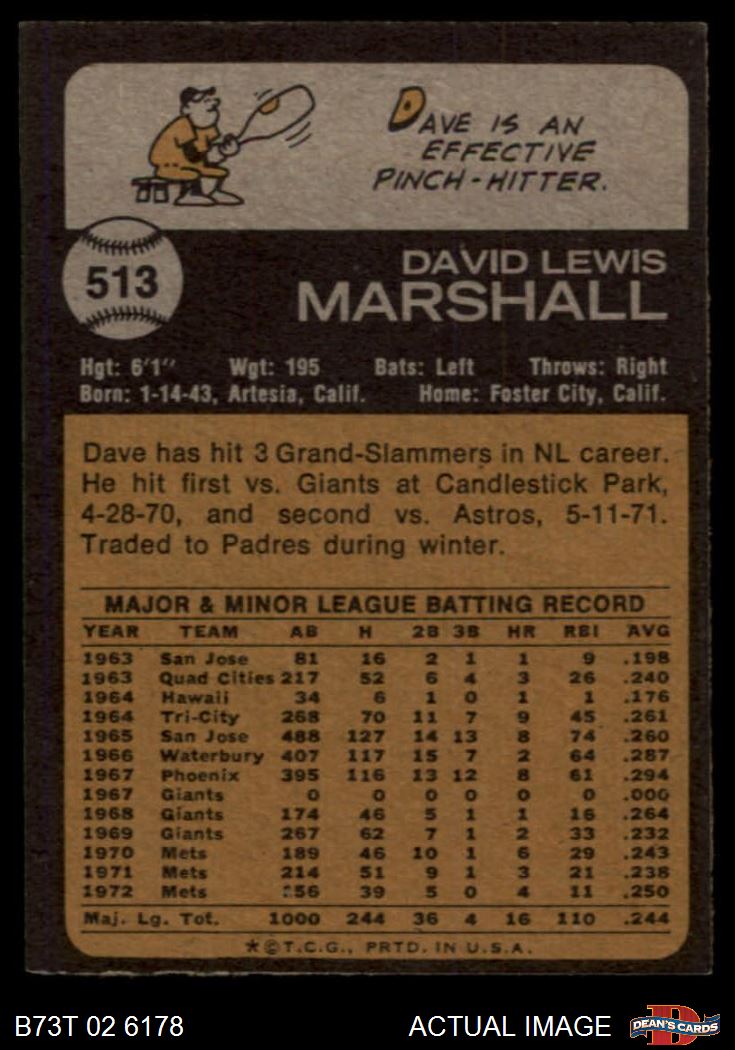 DAVE IS AN
EFFECTIVE
PINCH-HITTER.
513
DAVID LEWIS
MARSHALL
Hgt: 6'1" Wgt: 195 Bats: Left Throws: Right
Born: 1-14-43, Artesia, Calif. Home: Foster City, Calif.
Dave has hit 3 Grand-Slammers in NL career.
He hit first vs. Giants at Candlestick Park,
4-28-70, and second vs. Astros, 5-11-71.
Traded to Padres during winter.
MAJOR & MINOR LEAGUE BATTING RECORD
YEAR TEAM AB H 2B 3B HR RBI AVG
1963 San Jose 81 16 2 1 1 9 .198
1963 Quad Cities 217 52 6 4 3 26 .240
1964 Hawaii 34 6 1 0 1 1 .176
1964 Tri-City 268 70 11 7 9 45 .261
1965 San Jose 488 127 14 13 8 74 .260
1966 Waterbury 407 117 15 7 2 64 .287
1967 Phoenix 395 116 13 12 8 61 .294
1967 Giants 0 0 0 0 0 0 .000
1968 Giants 174 46 5 1 1 16 .264
1969 Giants 267 62 7 1 2 33 .232
1970 Mets 189 46 10 1 6 29 .243
1971 Mets 214 51 9 1 3 21 .238
1972 Mets 156 39 5 0 4 11 .250
Maj. Lg. Tot. 1000 244 36 4 16 110 .244
*©T.C.G., PRTD. IN U.S.A.
B73T 02 6178 ACTUAL IMAGE DEAN'S CARDS